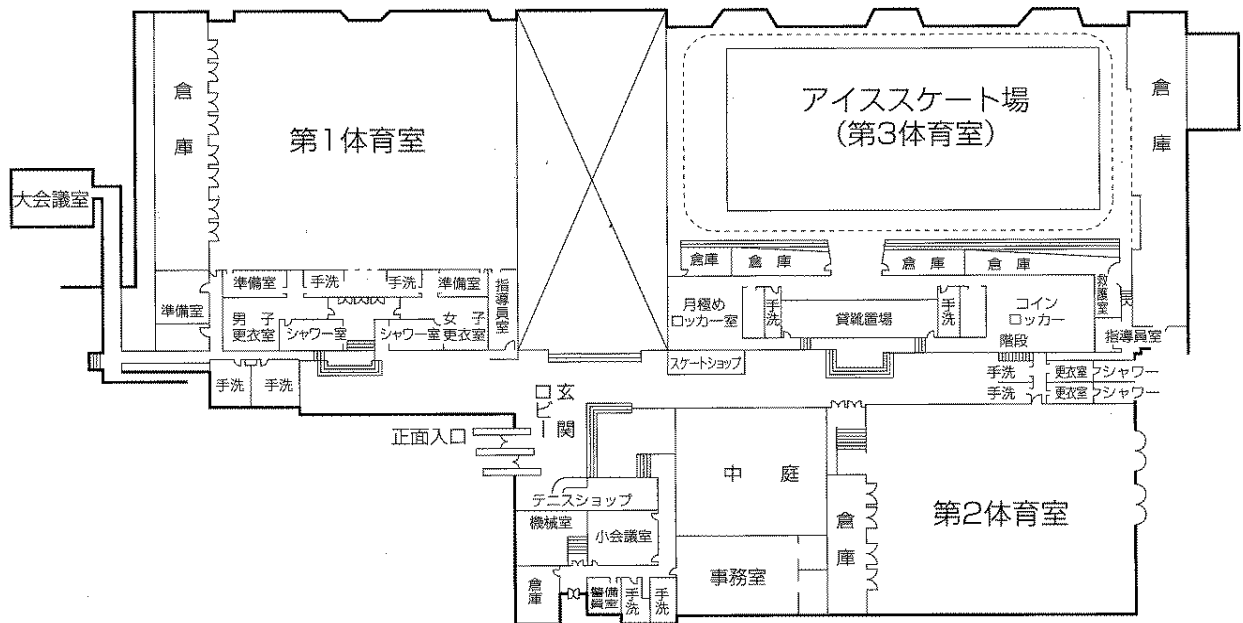 倉庫
第1体育室
アイススケート場
(第3体育室)
倉庫
大会議室
準備室
準備室
手洗
手洗
準備室
指導員室
男子
更衣室
シャワー室
シャワー室
女子
更衣室
倉庫
倉庫
倉庫
倉庫
月極め
ロッカー室
手洗
貸靴置場
手洗
コイン
ロッカー
救護室
階段
指導員室
スケートショップ
手洗
手洗
手洗
更衣室
シャワー
手洗
更衣室
シャワー
玄関
ロビー
正面入口
テニスショップ
機械室
小会議室
中庭
倉庫
第2体育室
事務室
倉庫
警備員室
手洗
手洗